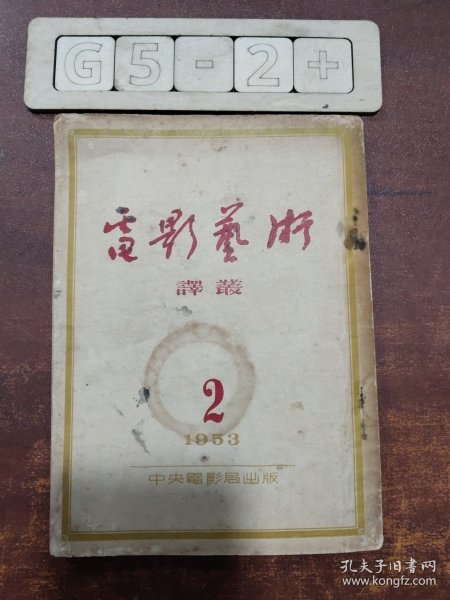 G5-2+
電影藝術
譯叢
2
1953
中央電影局出版
孔夫子旧书网
www.kongfz.com